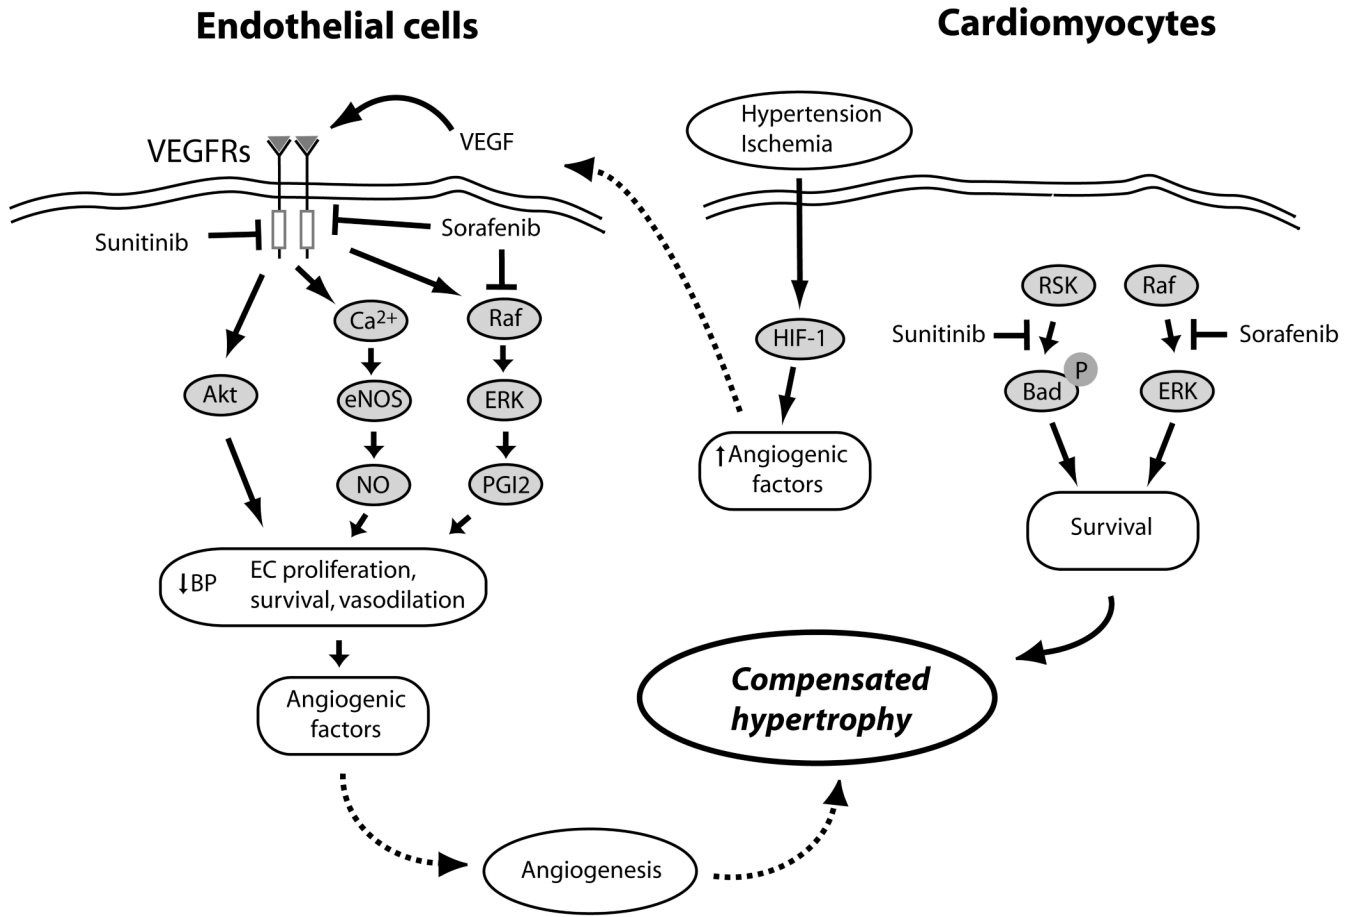 Endothelial cells
Cardiomyocytes
VEGFRs
VEGF
Sunitinib
Sorafenib
Ca2+
Raf
Akt
eNOS
ERK
NO
PGI2
↓BP
EC proliferation,
survival, vasodilation
Angiogenic
factors
Angiogenesis
Hypertension
Ischemia
HIF-1
↑Angiogenic
factors
RSK
Raf
Sunitinib
Sorafenib
P
Bad
ERK
Survival
Compensated
hypertrophy